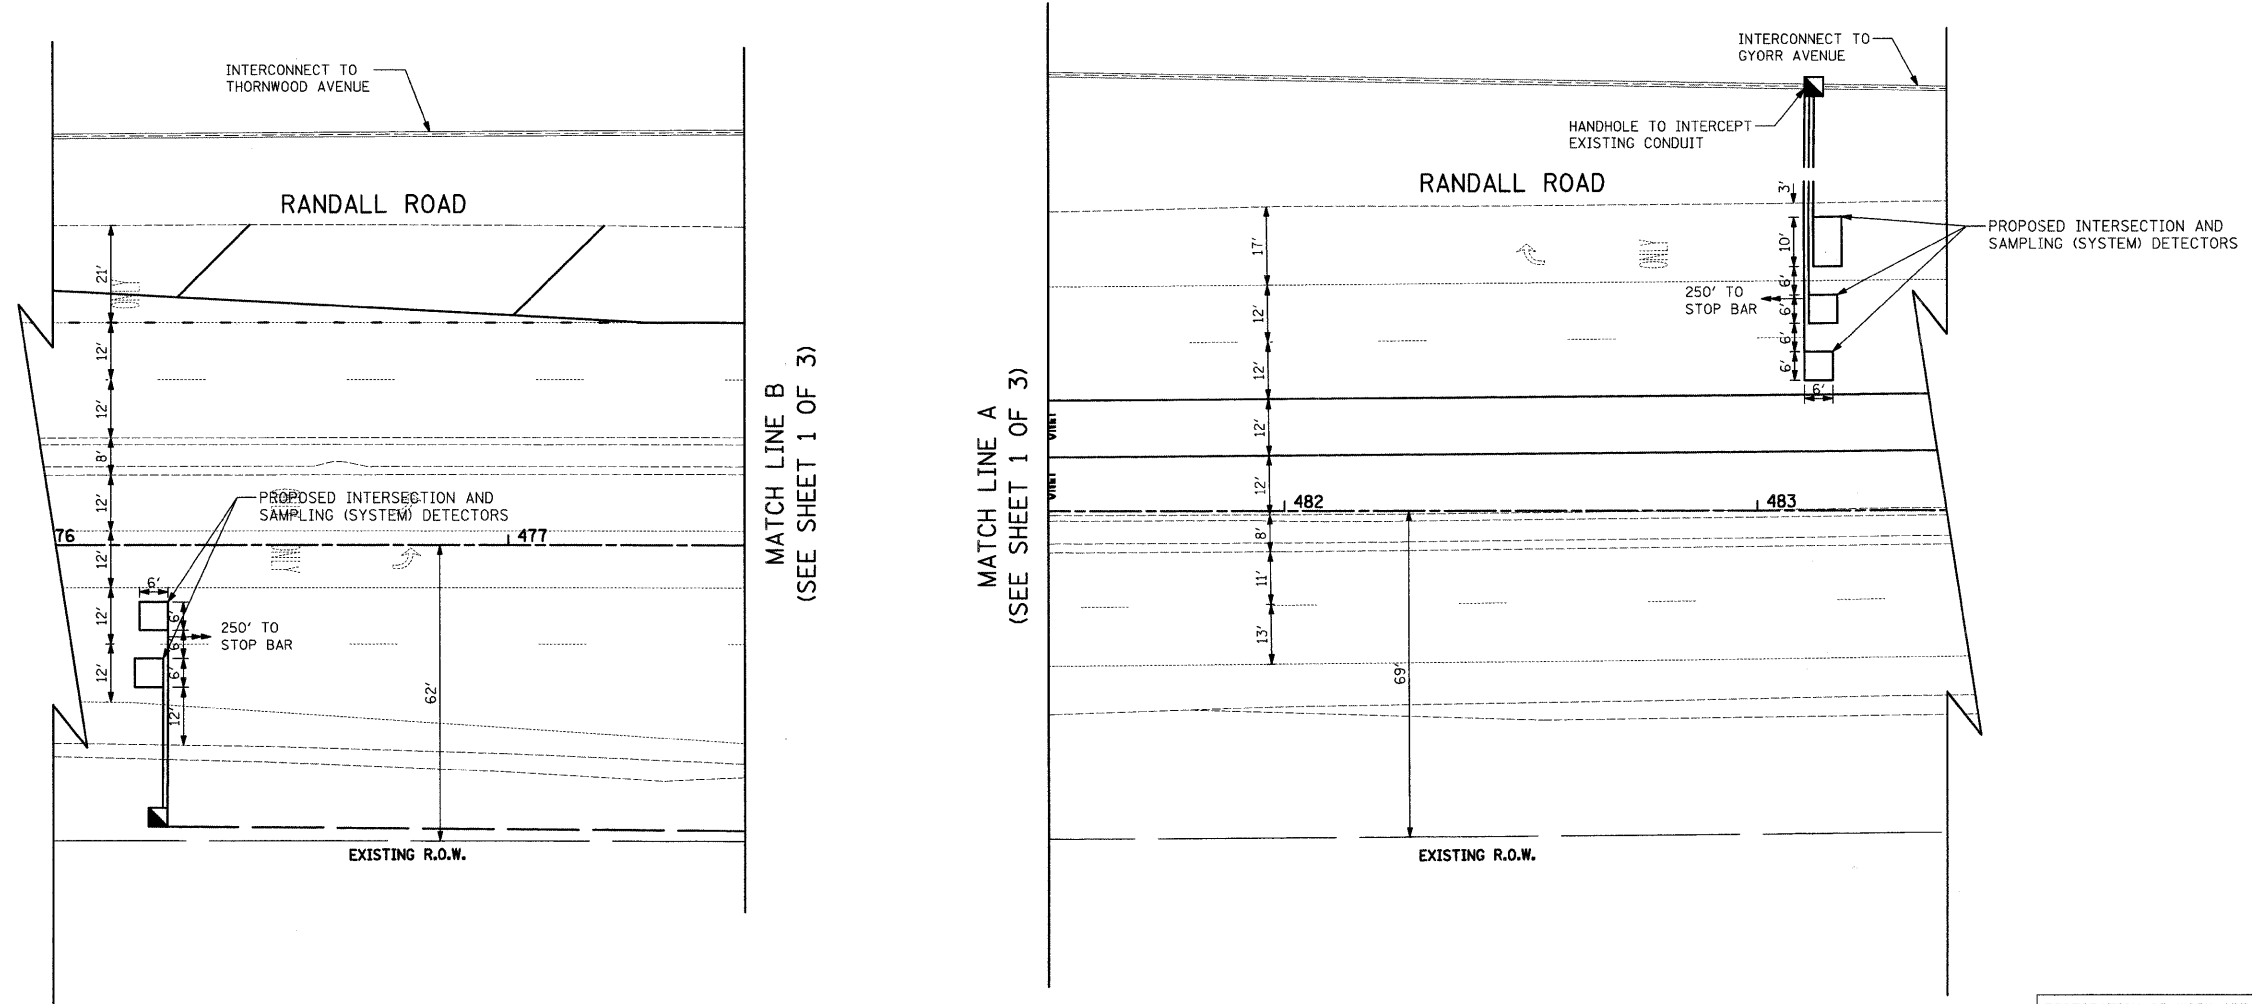 INTERCONNECT TO
THORNWOOD AVENUE
RANDALL ROAD
21'
12'
12'
8'
12'
12'
12'
12'
ONLY
PROPOSED INTERSECTION AND
SAMPLING (SYSTEM) DETECTORS
ONLY
76
477
ONLY
6'
6'
6'
6'
12'
250' TO
STOP BAR
62'
EXISTING R.O.W.
MATCH LINE B
(SEE SHEET 1 OF 3)
MATCH LINE A
(SEE SHEET 1 OF 3)
INTERCONNECT TO
GYORR AVENUE
HANDHOLE TO INTERCEPT
EXISTING CONDUIT
RANDALL ROAD
17'
12'
12'
12'
12'
8'
11'
13'
ONLY
3'
10'
6'
6'
6'
6'
6'
250' TO
STOP BAR
PROPOSED INTERSECTION AND
SAMPLING (SYSTEM) DETECTORS
482
483
69'
EXISTING R.O.W.